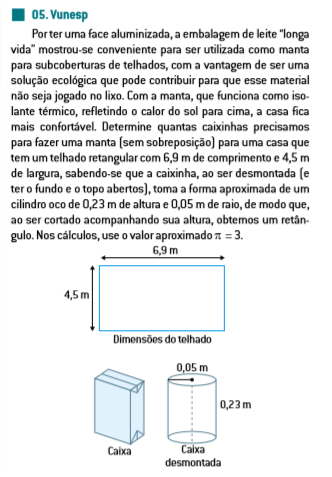 05. Vunesp
Por ter uma face aluminizada, a embalagem de leite “longa
vida” mostrou-se conveniente para ser utilizada como manta
para subcoberturas de telhados, com a vantagem de ser uma
solução ecológica que pode contribuir para que esse material
não seja jogado no lixo. Com a manta, que funciona como iso-
lante térmico, refletindo o calor do sol para cima, a casa fica
mais confortável. Determine quantas caixinhas precisamos
para fazer uma manta (sem sobreposição) para uma casa que
tem um telhado retangular com 6,9 m de comprimento e 4,5 m
de largura, sabendo-se que a caixinha, ao ser desmontada (e
ter o fundo e o topo abertos), toma a forma aproximada de um
cilindro oco de 0,23 m de altura e 0,05 m de raio, de modo que,
ao ser cortado acompanhando sua altura, obtemos um retân-
gulo. Nos cálculos, use o valor aproximado π = 3.
6,9 m
4,5 m
Dimensões do telhado
0,05 m
0,23 m
Caixa
Caixa
desmontada